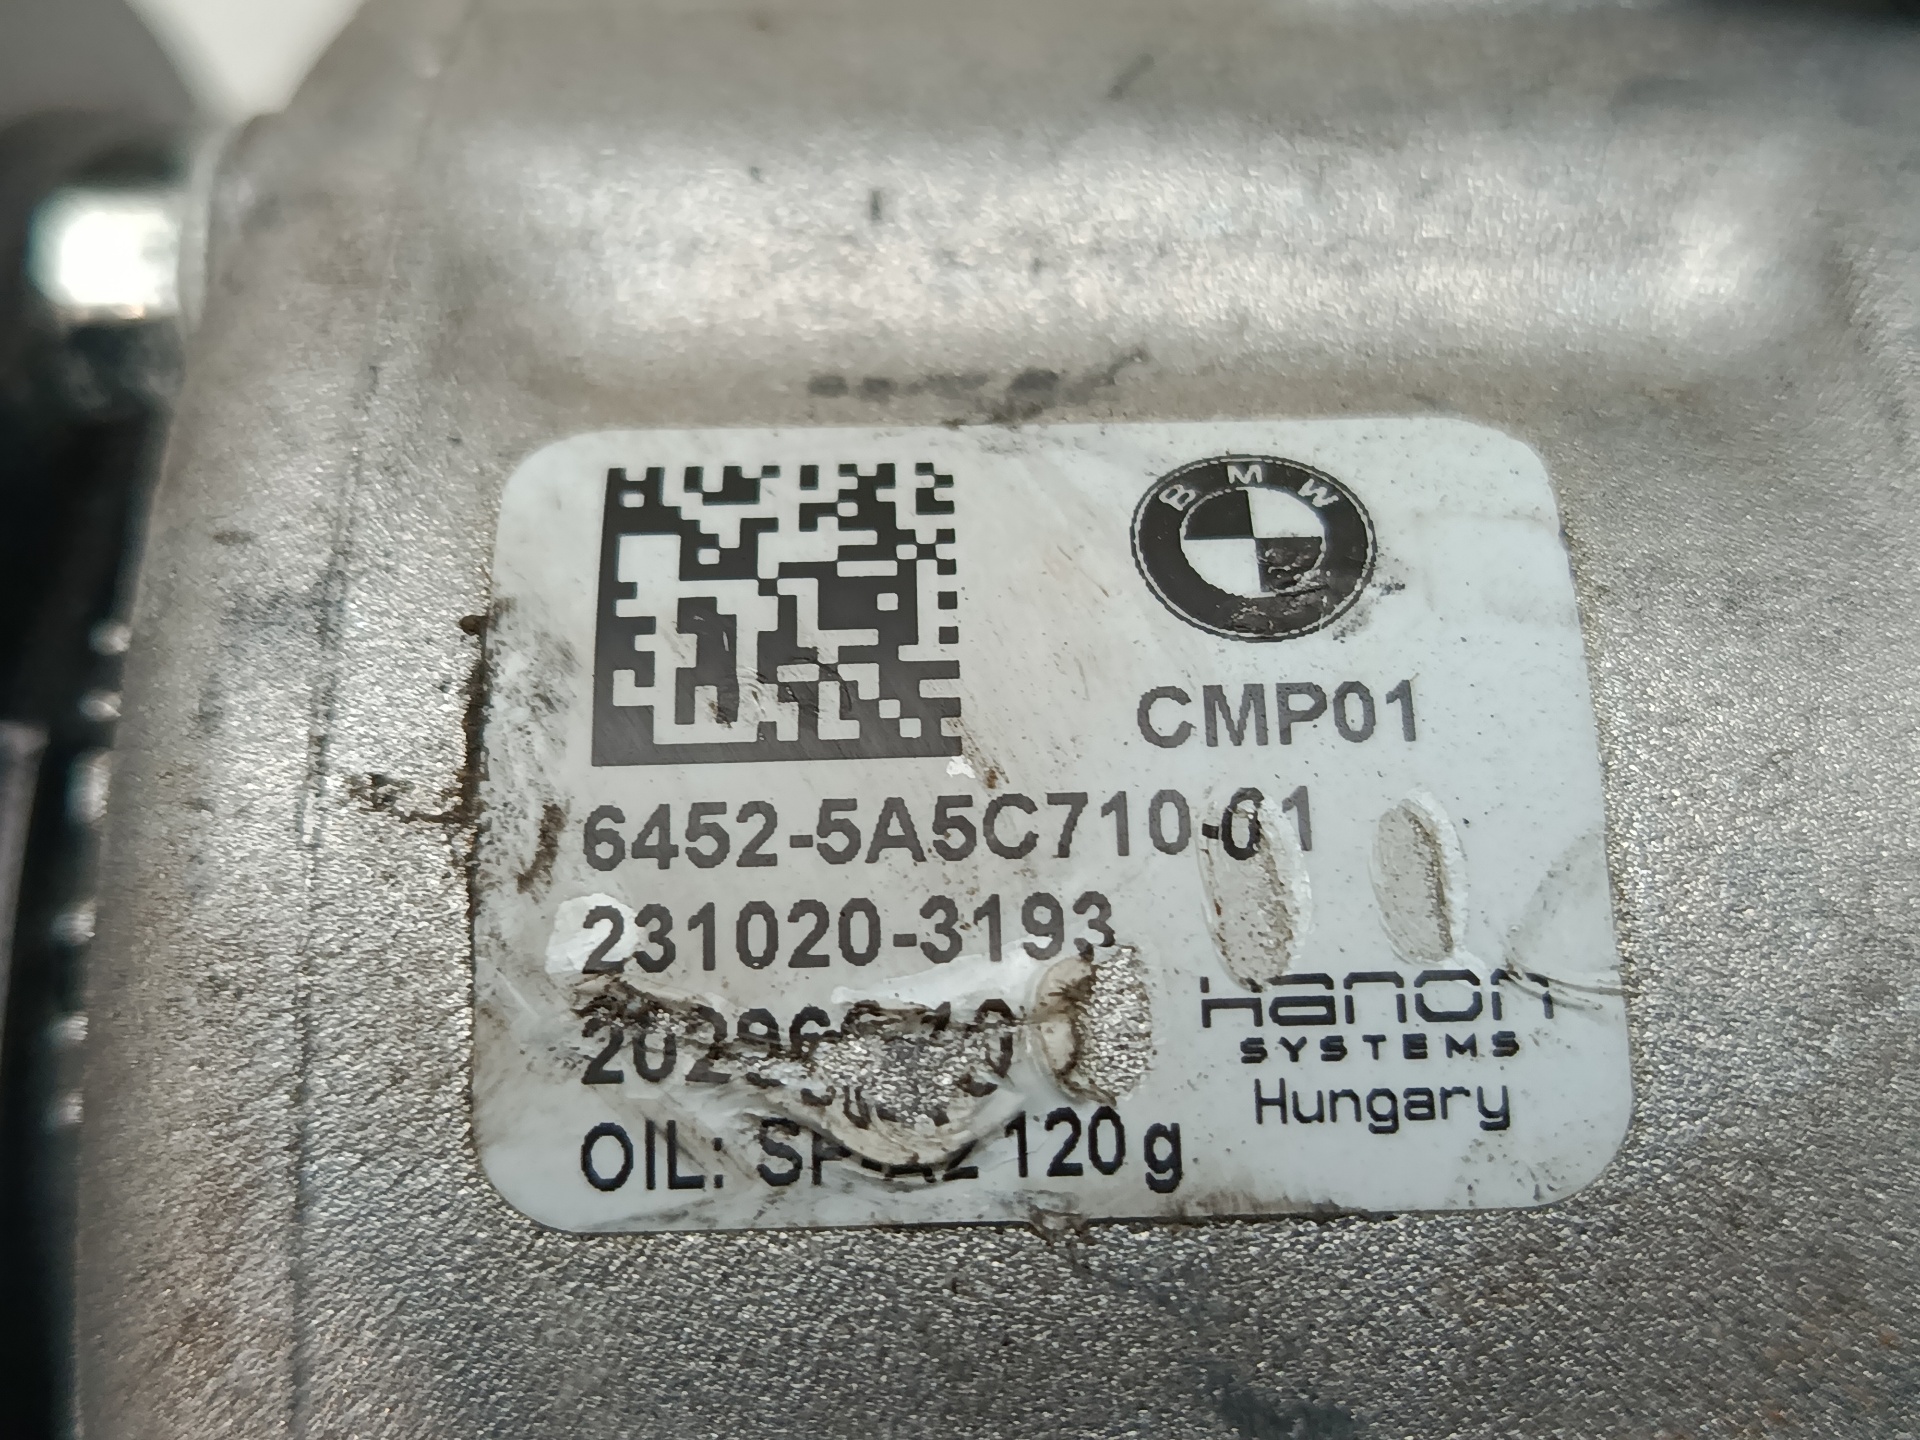 BMW
CMP01
6452-5A5C710-01
231020-3193
OIL: 120 g
Hanon
SYSTEMS
Hungary